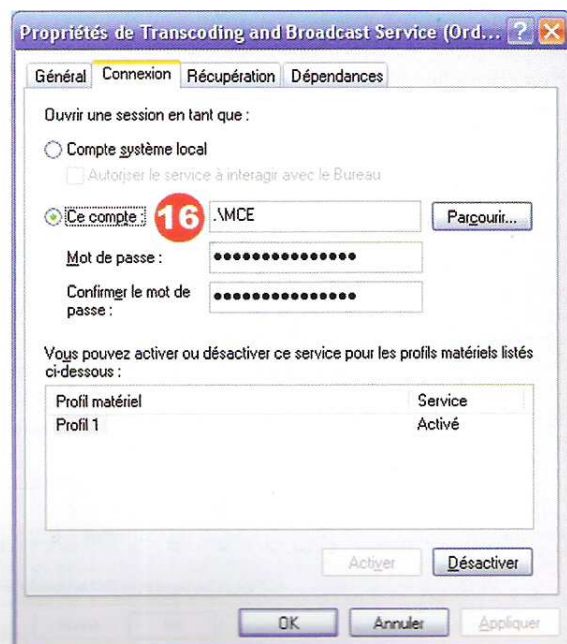 Propriétés de Transcoding and Broadcast Service (Ord...
Général Connexion Récupération Dépendances
Ouvrir une session en tant que :
Compte système local
Autoriser le service à interagir avec le Bureau
Ce compte : 16 .\MCE Parcourir...
Mot de passe : •••••••••••••••
Confirmer le mot de
passe : •••••••••••••••
Vous pouvez activer ou désactiver ce service pour les profils matériels listés
ci-dessous :
Profil matériel Service
Profil 1 Activé
Activer Désactiver
OK Annuler Appliquer